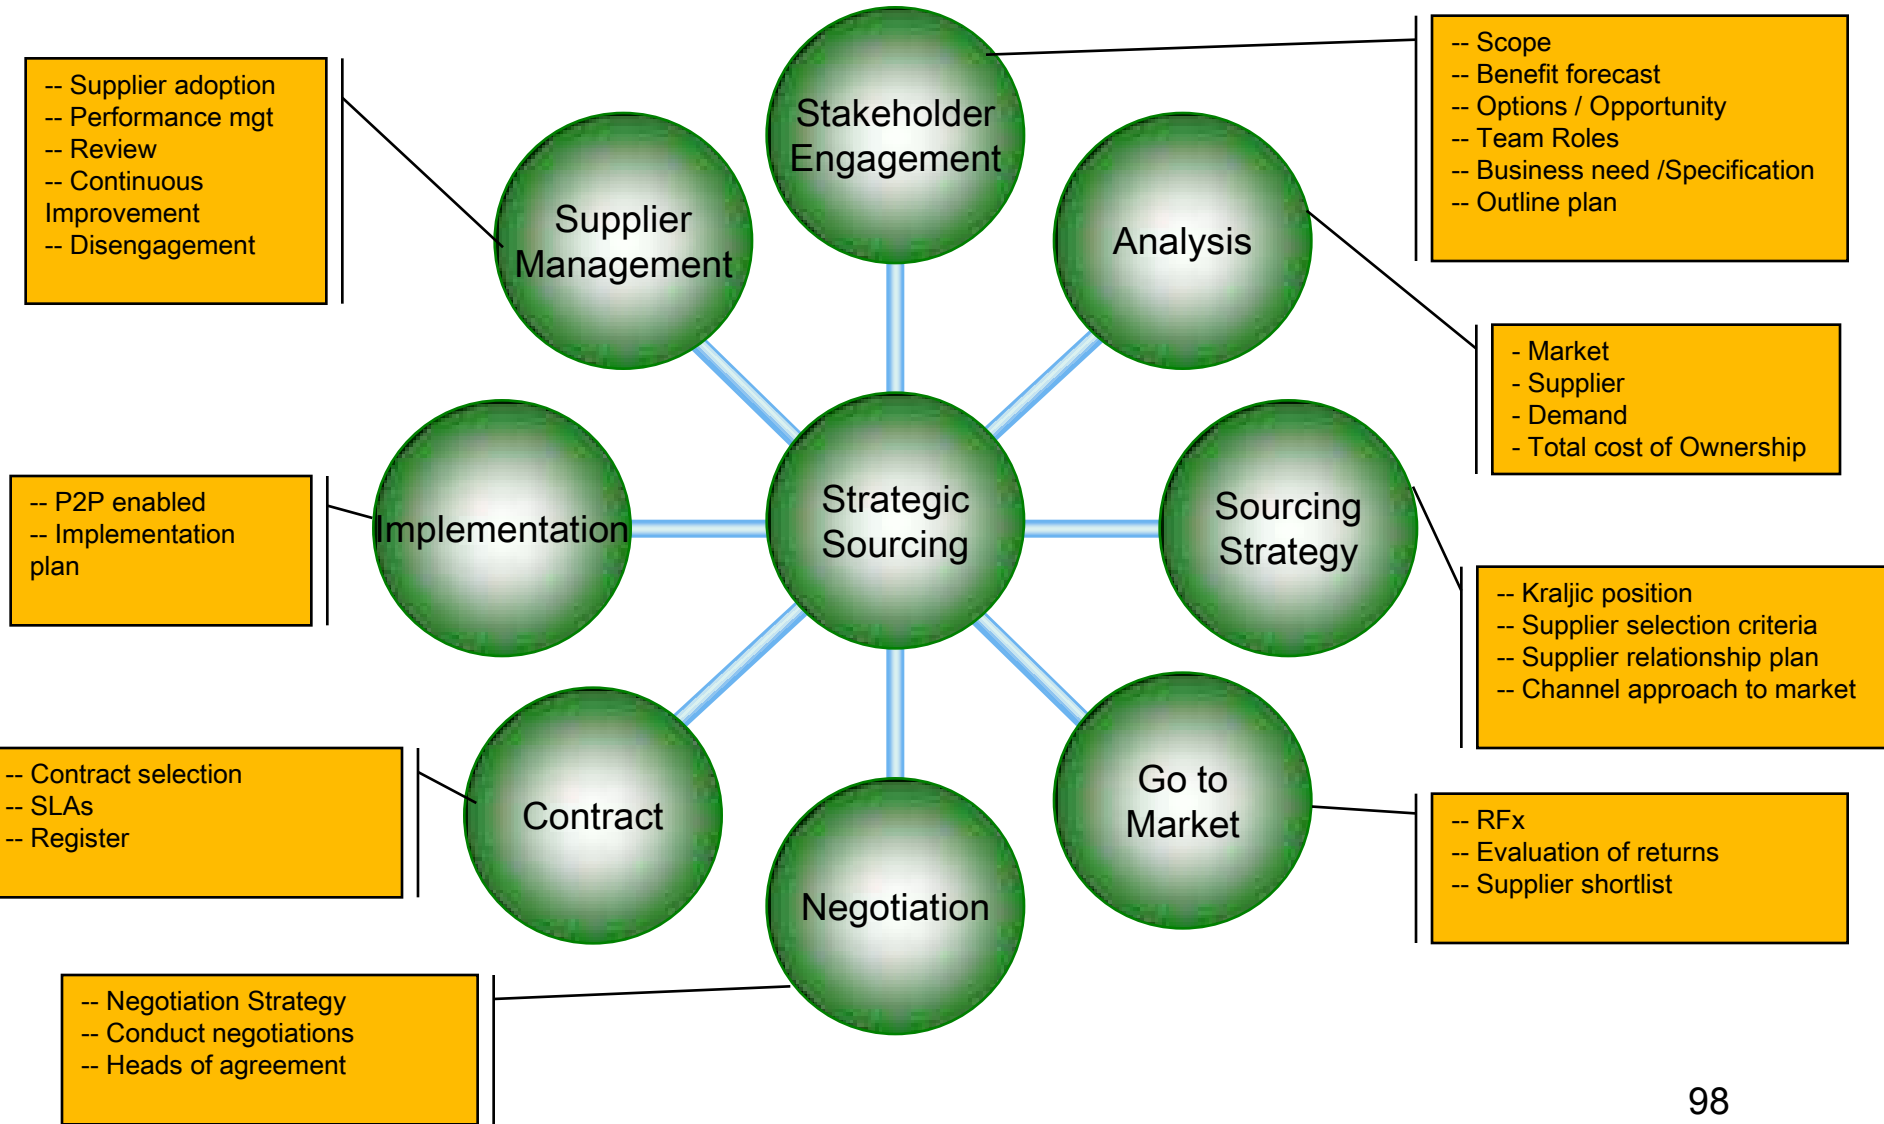 Stakeholder
Engagement
-- Scope
-- Benefit forecast
-- Options / Opportunity
-- Team Roles
-- Business need /Specification
-- Outline plan
Analysis
- Market
- Supplier
- Demand
- Total cost of Ownership
Sourcing
Strategy
-- Kraljic position
-- Supplier selection criteria
-- Supplier relationship plan
-- Channel approach to market
Go to
Market
-- RFx
-- Evaluation of returns
-- Supplier shortlist
Negotiation
-- Negotiation Strategy
-- Conduct negotiations
-- Heads of agreement
Contract
-- Contract selection
-- SLAs
-- Register
Implementation
-- P2P enabled
-- Implementation
plan
Supplier
Management
-- Supplier adoption
-- Performance mgt
-- Review
-- Continuous
Improvement
-- Disengagement
Strategic
Sourcing
98